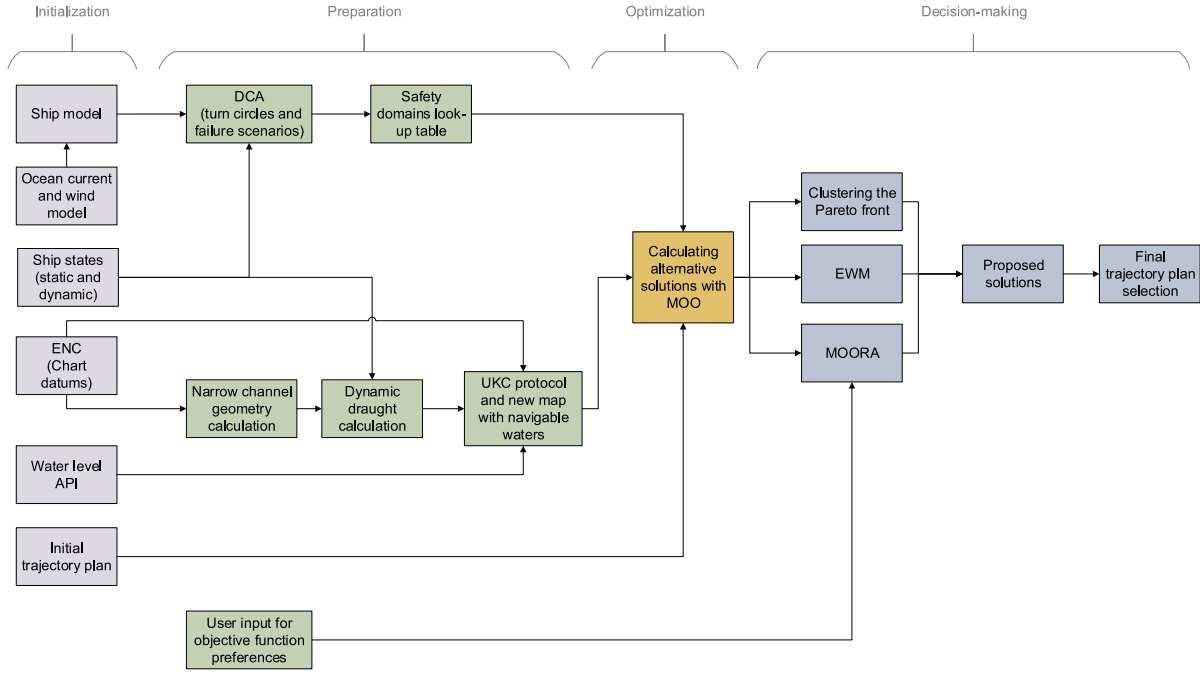 Initialization
Preparation
Optimization
Decision-making
Ship model
DCA
(turn circles and
failure scenarios)
Safety
domains look-
up table
Ocean current
and wind
model
Clustering the
Pareto front
Ship states
(static and
dynamic)
Calculating
alternative
solutions with
MOO
EWM
Proposed
solutions
Final
trajectory plan
selection
ENC
(Chart
datums)
MOORA
Narrow channel
geometry
calculation
Dynamic
draught
calculation
UKC protocol
and new map
with navigable
waters
Water level
API
Initial
trajectory plan
User input for
objective function
preferences